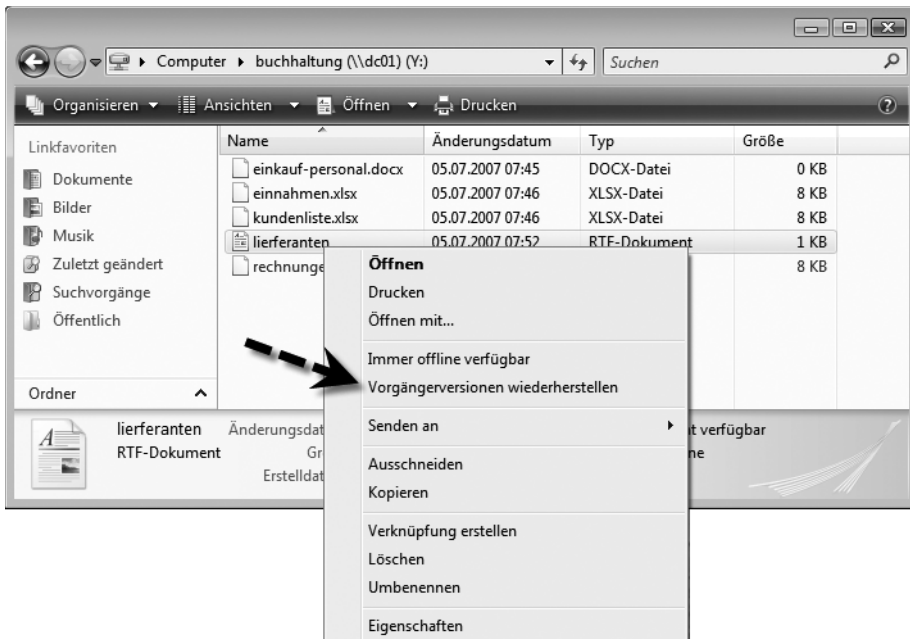 Computer ▸ buchhaltung (\\dc01) (Y:)
Suchen
Organisieren Ansichten Öffnen Drucken
Linkfavoriten
Dokumente
Bilder
Musik
Zuletzt geändert
Suchvorgänge
Öffentlich
Ordner
Name Änderungsdatum Typ Größe
einkauf-personal.docx 05.07.2007 07:45 DOCX-Datei 0 KB
einnahmen.xlsx 05.07.2007 07:46 XLSX-Datei 8 KB
kundenliste.xlsx 05.07.2007 07:46 XLSX-Datei 8 KB
lierferanten 05.07.2007 07:52 RTF-Dokument 1 KB
rechnunge 8 KB
Öffnen
Drucken
Öffnen mit...
Immer offline verfügbar
Vorgängerversionen wiederherstellen
Senden an
Ausschneiden
Kopieren
Verknüpfung erstellen
Löschen
Umbenennen
Eigenschaften
lierferanten Änderungsdat t verfügbar
RTF-Dokument Gr ne
Erstelldat